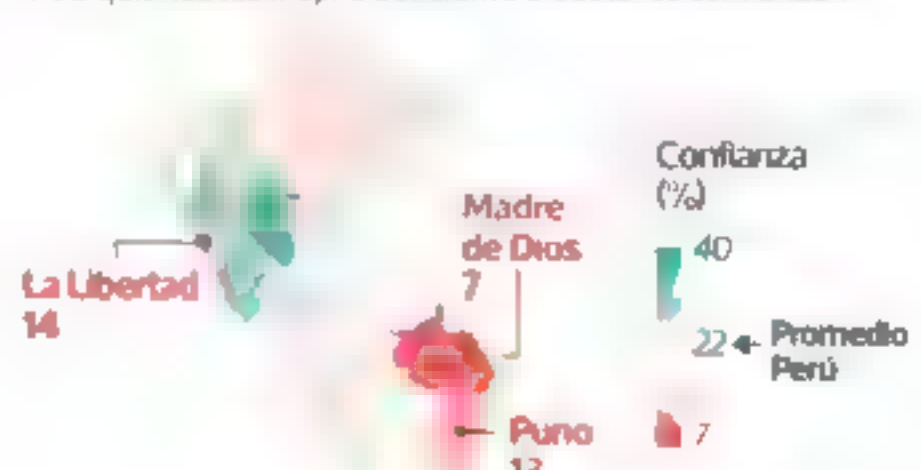 Confianza
(%)
40
22
Promedio
Perú
7
Madre
de Dios
7
La Libertad
14
Puno